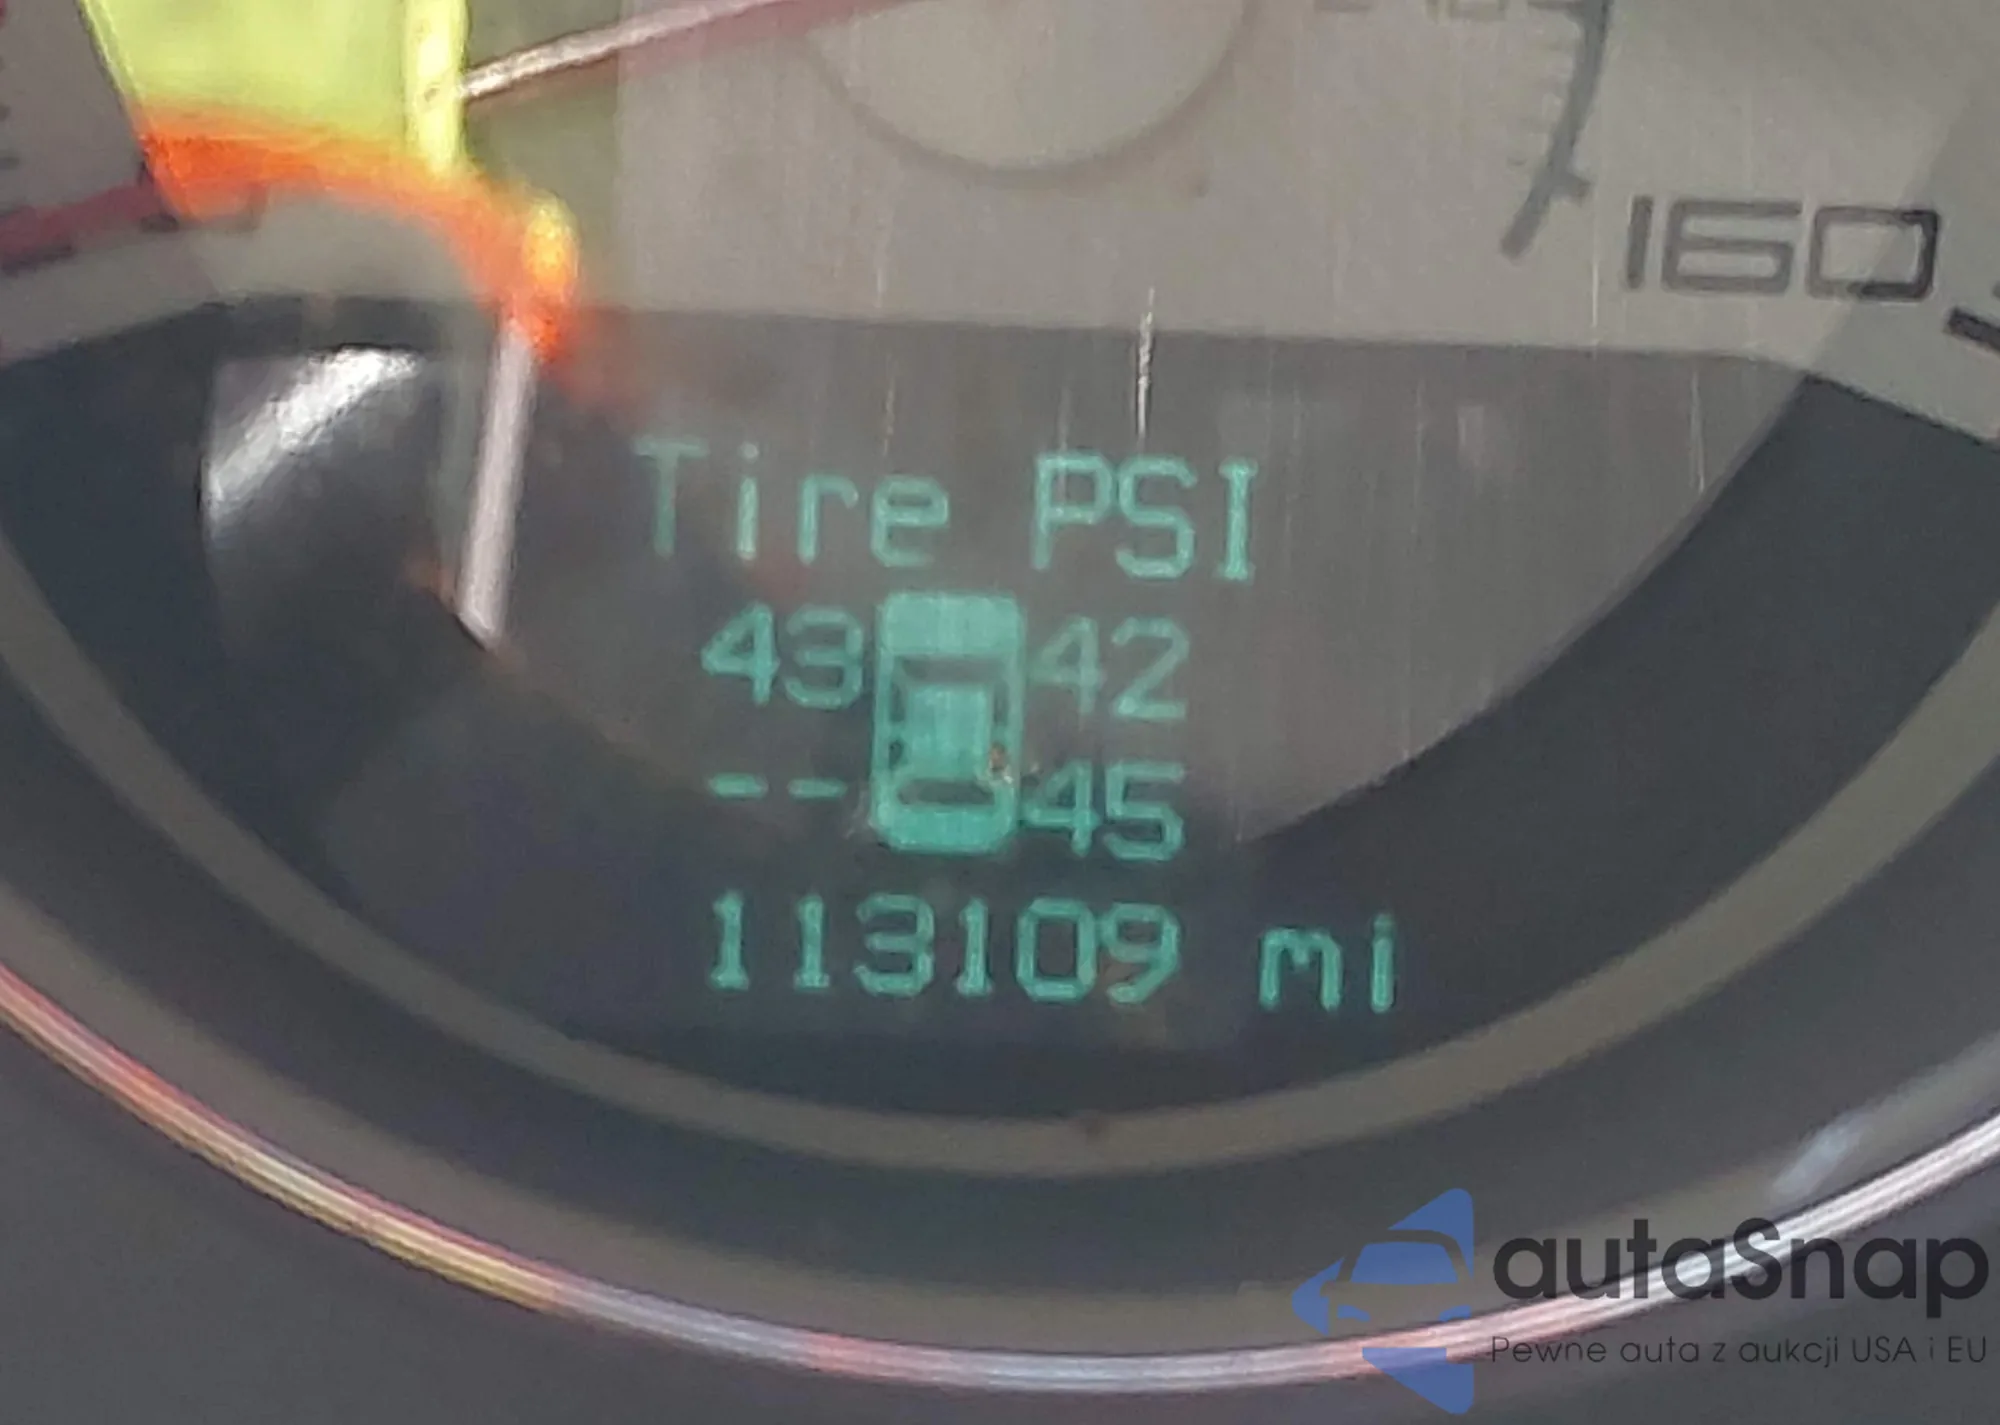 160
Tire PSI
43 42
-- 45
113109 mi
autaSnap
Pewne auta z aukcji USA i EU